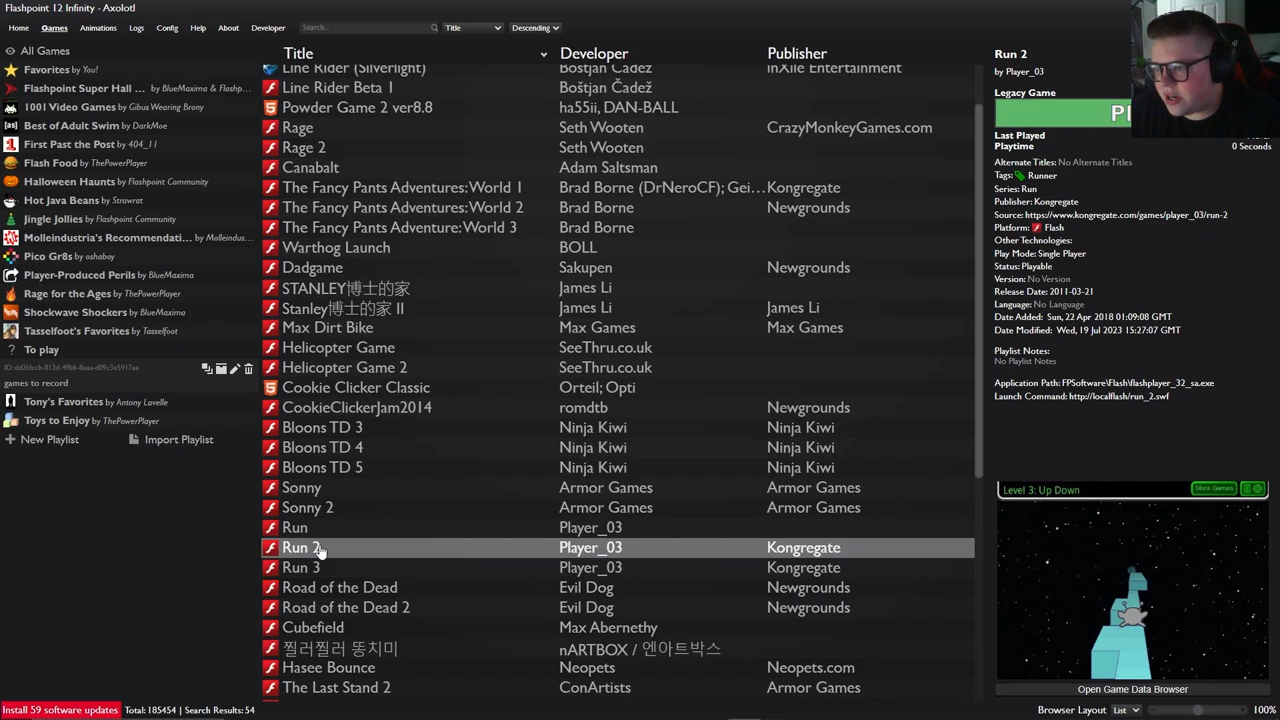 Flashpoint 12 Infinity - Axolotl
Home Games Animations Logs Config Help About Developer Search... Title Descending
All Games
Favorites by You!
Flashpoint Super Hall ... by BlueMaxima & Flashp...
1001 Video Games by Gibus Wearing Brony
Best of Adult Swim by DarkMoe
First Past the Post by 404_11
Flash Food by ThePowerPlayer
Halloween Haunts by Flashpoint Community
Hot Java Beans by Strawrat
Jingle Jollies by Flashpoint Community
Molleindustria's Recommendati... by Molleindus...
Pico Gr8s by oshaboy
Player-Produced Perils by BlueMaxima
Rage for the Ages by ThePowerPlayer
Shockwave Shockers by BlueMaxima
Tasselfoot's Favorites by Tasselfoot
? To play
games to record
Tony's Favorites by Antony Lavelle
Toys to Enjoy by ThePowerPlayer
New Playlist Import Playlist
Title Developer Publisher
Line Rider (Silverlight) Boštjan Čadež inXile Entertainment
Line Rider Beta 1 Boštjan Čadež
Powder Game 2 ver8.8 ha55ii, DAN-BALL
Rage Seth Wooten CrazyMonkeyGames.com
Rage 2 Seth Wooten
Canabalt Adam Saltsman
The Fancy Pants Adventures: World 1 Brad Borne (DrNeroCF); Gei... Kongregate
The Fancy Pants Adventures: World 2 Brad Borne Newgrounds
The Fancy Pants Adventure: World 3 Brad Borne
Warthog Launch BOLL
Dadgame Sakupen Newgrounds
STANLEY博士的家 James Li
Stanley博士的家 II James Li James Li
Max Dirt Bike Max Games Max Games
Helicopter Game SeeThru.co.uk
Helicopter Game 2 SeeThru.co.uk
Cookie Clicker Classic Orteil; Opti
CookieClickerJam2014 romdtb Newgrounds
Bloons TD 3 Ninja Kiwi Ninja Kiwi
Bloons TD 4 Ninja Kiwi Ninja Kiwi
Bloons TD 5 Ninja Kiwi Ninja Kiwi
Sonny Armor Games Armor Games
Sonny 2 Armor Games Armor Games
Run Player_03
Run 2 Player_03 Kongregate
Run 3 Player_03 Kongregate
Road of the Dead Evil Dog Newgrounds
Road of the Dead 2 Evil Dog Newgrounds
Cubefield Max Abernethy
찔러찔러 똥치미 nARTBOX / 엔아트박스
Hasee Bounce Neopets Neopets.com
The Last Stand 2 ConArtists Armor Games
Run 2
by Player_03
Legacy Game
Last Played
Playtime 0 Seconds
Alternate Titles: No Alternate Titles
Tags: Runner
Series: Run
Publisher: Kongregate
Source: https://www.kongregate.com/games/player_03/run-2
Platform: Flash
Other Technologies:
Play Mode: Single Player
Status: Playable
Version: No Version
Release Date: 2011-03-21
Language: No Language
Date Added: Sun, 22 Apr 2018 01:09:08 GMT
Date Modified: Wed, 19 Jul 2023 15:27:07 GMT
Playlist Notes:
No Playlist Notes
Application Path: FPSoftware\Flash\flashplayer_32_sa.exe
Launch Command: http://localflash/run_2.swf
Level 3: Up Down More Games
Open Game Data Browser
Install 59 software updates Total: 185454 | Search Results: 54 Browser Layout List 100%